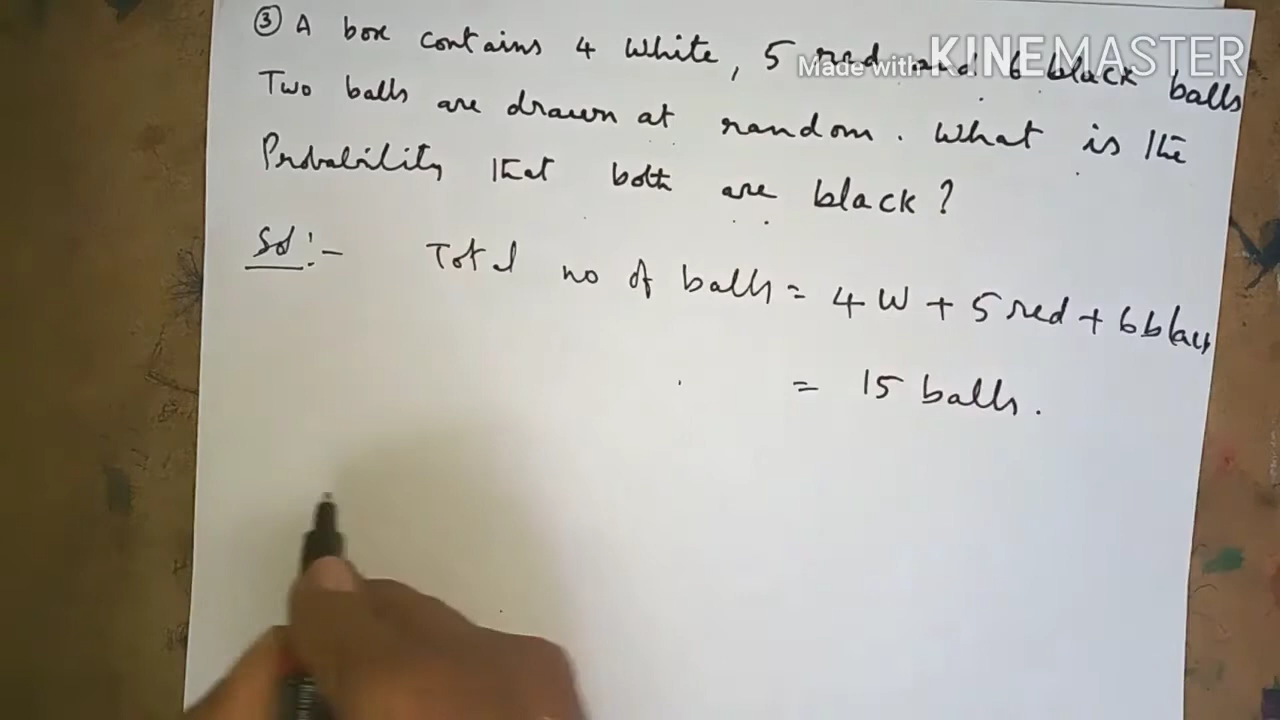 ③ A box contains 4 White, 5 red and 6 black balls
Made with KINEMASTER
Two balls are drawn at random. What is the
Probability that both are black?
Sol:- Total no of balls = 4 W + 5 red + 6 black
= 15 balls.